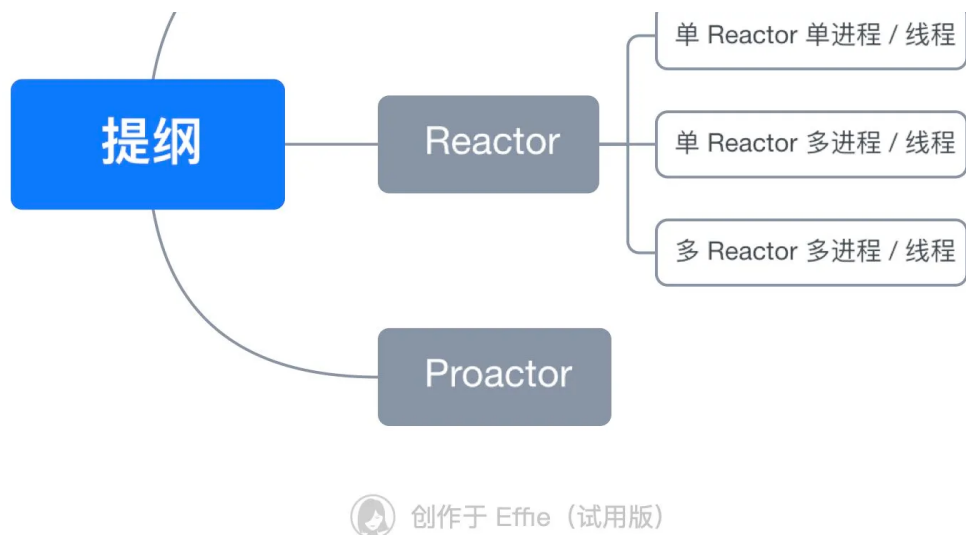 单 Reactor 单进程 / 线程
提纲
Reactor
单 Reactor 多进程 / 线程
多 Reactor 多进程 / 线程
Proactor
创作于 Effie（试用版）